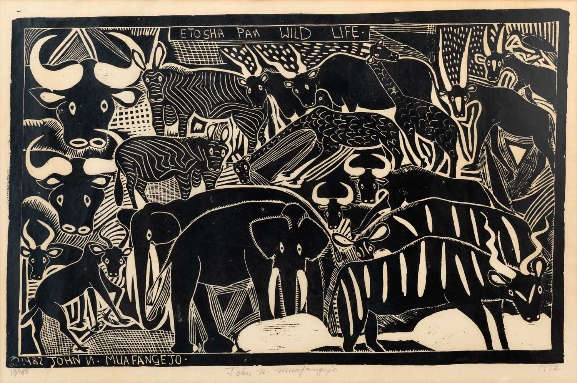 ETOSHA PAN WILD LIFE.
1982 JOHN N. MUAFANGEJO.
John N. Muafangejo